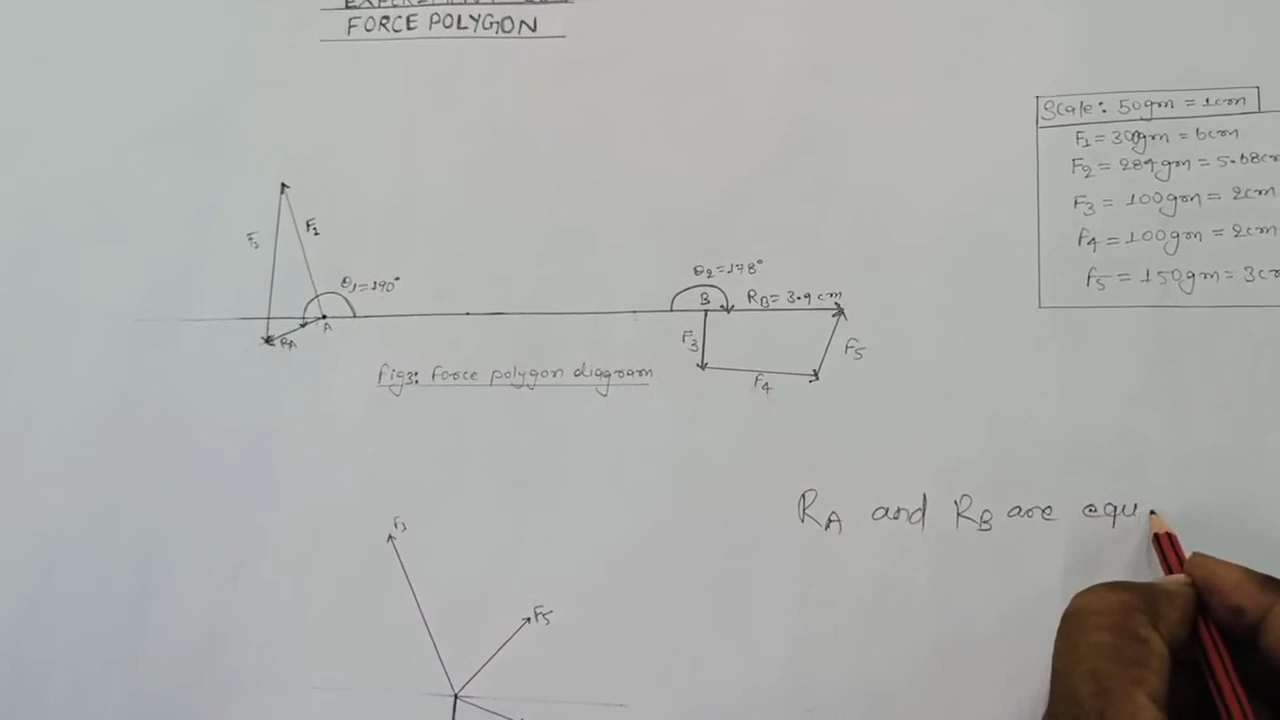 FORCE POLYGON
Scale: 50gm = 1cm
F1 = 300gm = 6cm
F2 = 284gm = 5.68cm
F3 = 100gm = 2cm
F4 = 100gm = 2cm
F5 = 150gm = 3cm
F2
θ1=190°
A
RA
θ2=178°
B
RB= 3.9 cm
F3
F5
F4
Fig3: Force polygon diagram
RA and RB are equ
F5